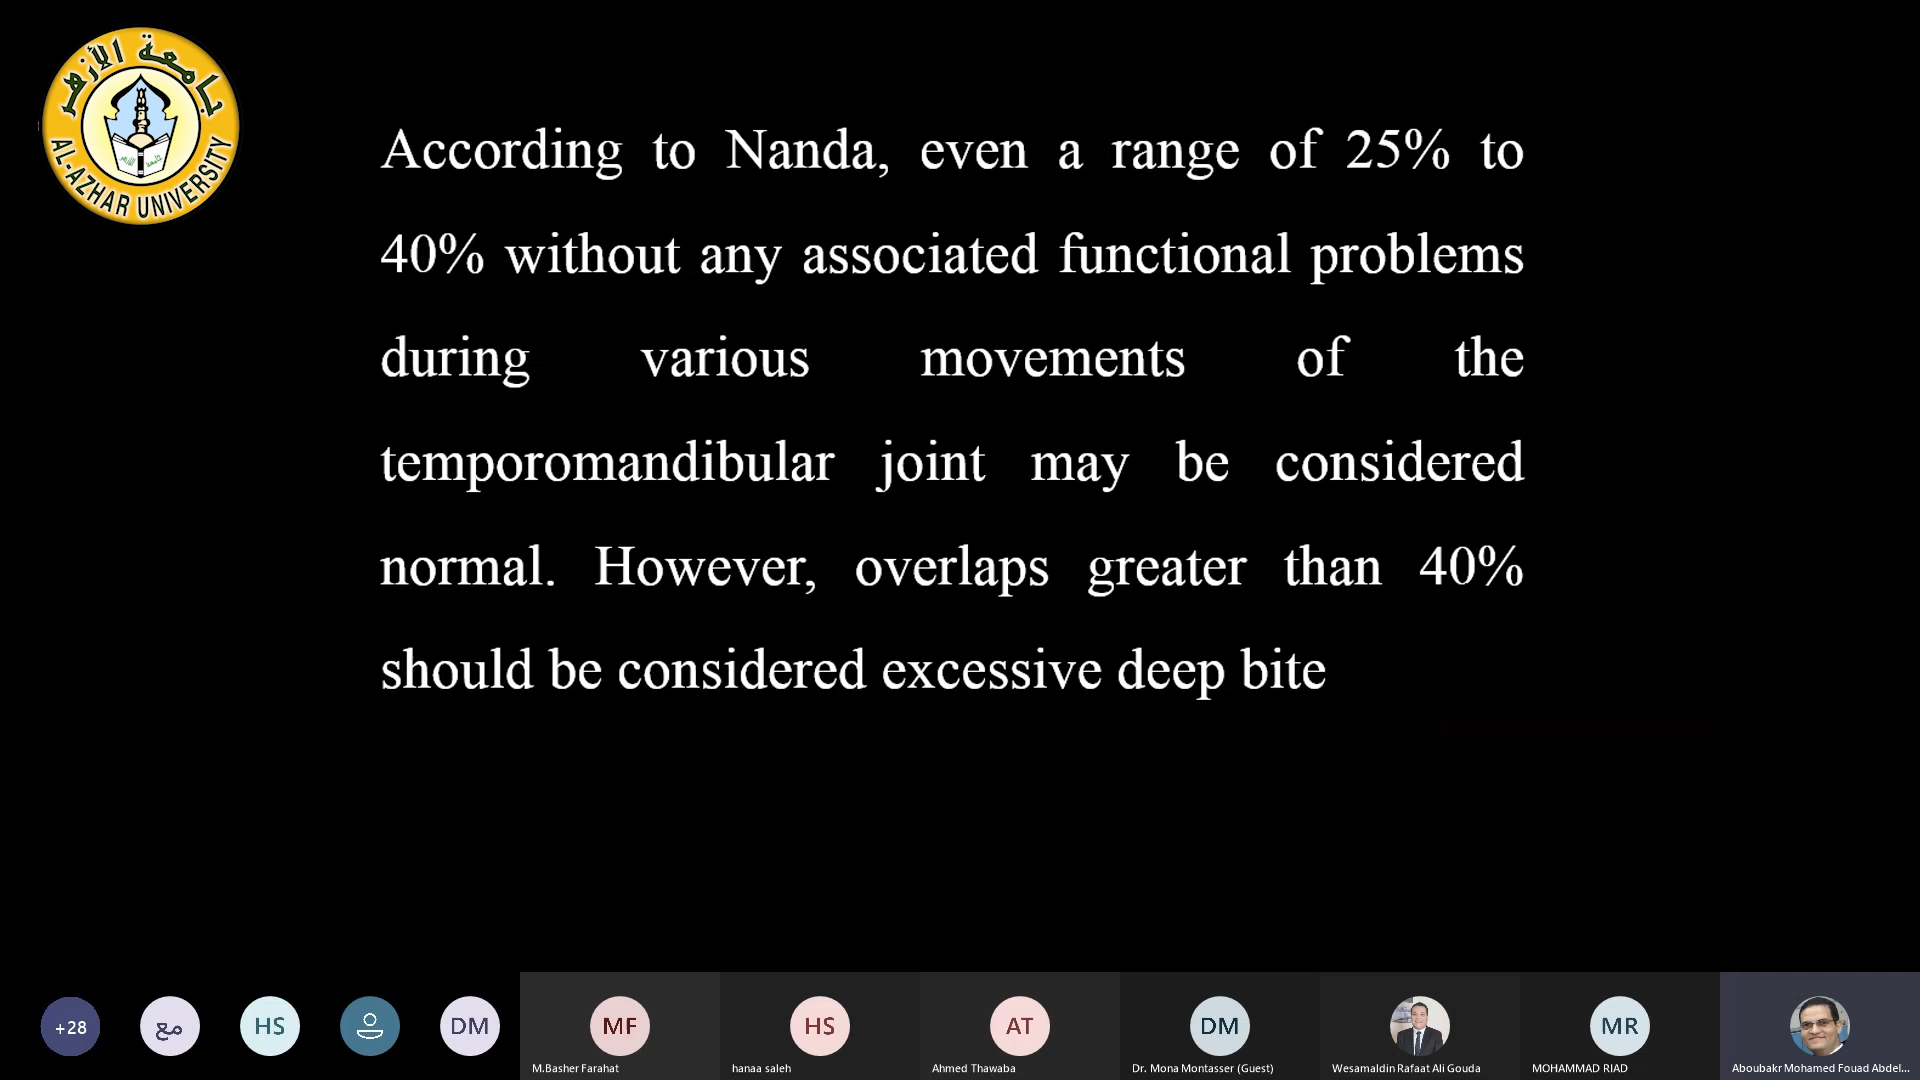 جامعة الأزهر
AL-AZHAR UNIVERSITY
According to Nanda, even a range of 25% to
40% without any associated functional problems
during various movements of the
temporomandibular joint may be considered
normal. However, overlaps greater than 40%
should be considered excessive deep bite
+28
مع
HS
DM
MF
HS
AT
DM
MR
M.Basher Farahat
hanaa saleh
Ahmed Thawaba
Dr. Mona Montasser (Guest)
Wesamaldin Rafaat Ali Gouda
MOHAMMAD RIAD
Aboubakr Mohamed Fouad Abdel...